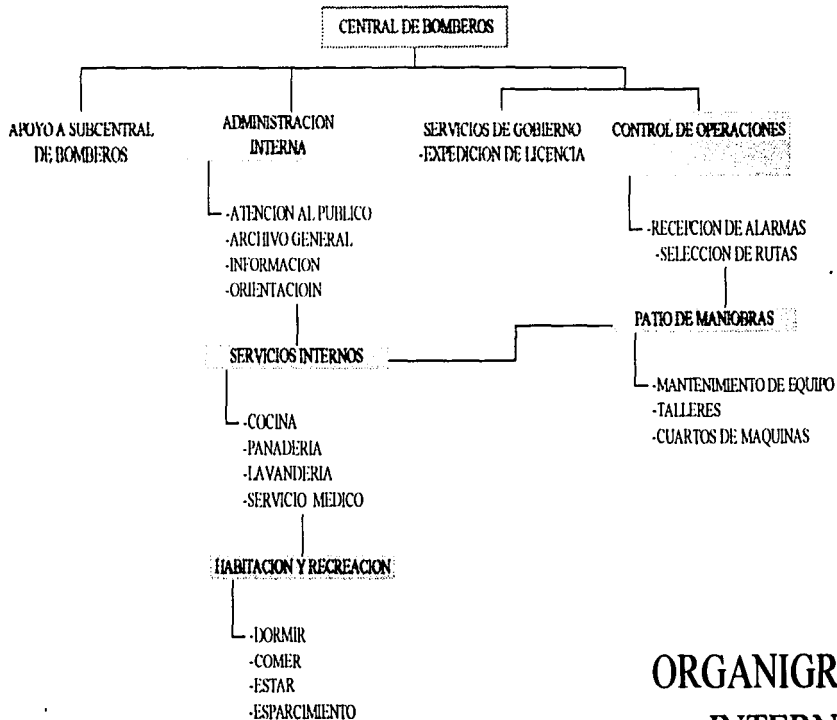 CENTRAL DE BOMBEROS
APOYO A SUBCENTRAL
DE BOMBEROS
ADMINISTRACION
INTERNA
SERVICIOS DE GOBIERNO
-EXPEDICION DE LICENCIA
CONTROL DE OPERACIONES
-ATENCION AL PUBLICO
-ARCHIVO GENERAL
-INFORMACION
-ORIENTACIOIN
-RECEPCION DE ALARMAS
-SELECCION DE RUTAS
SERVICIOS INTERNOS
PATIO DE MANIOBRAS
-MANTENIMIENTO DE EQUIPO
-TALLERES
-CUARTOS DE MAQUINAS
-COCINA
-PANADERIA
-LAVANDERIA
-SERVICIO MEDICO
HABITACION Y RECREACION
-DORMIR
-COMER
-ESTAR
-ESPARCIMIENTO
ORGANIGR